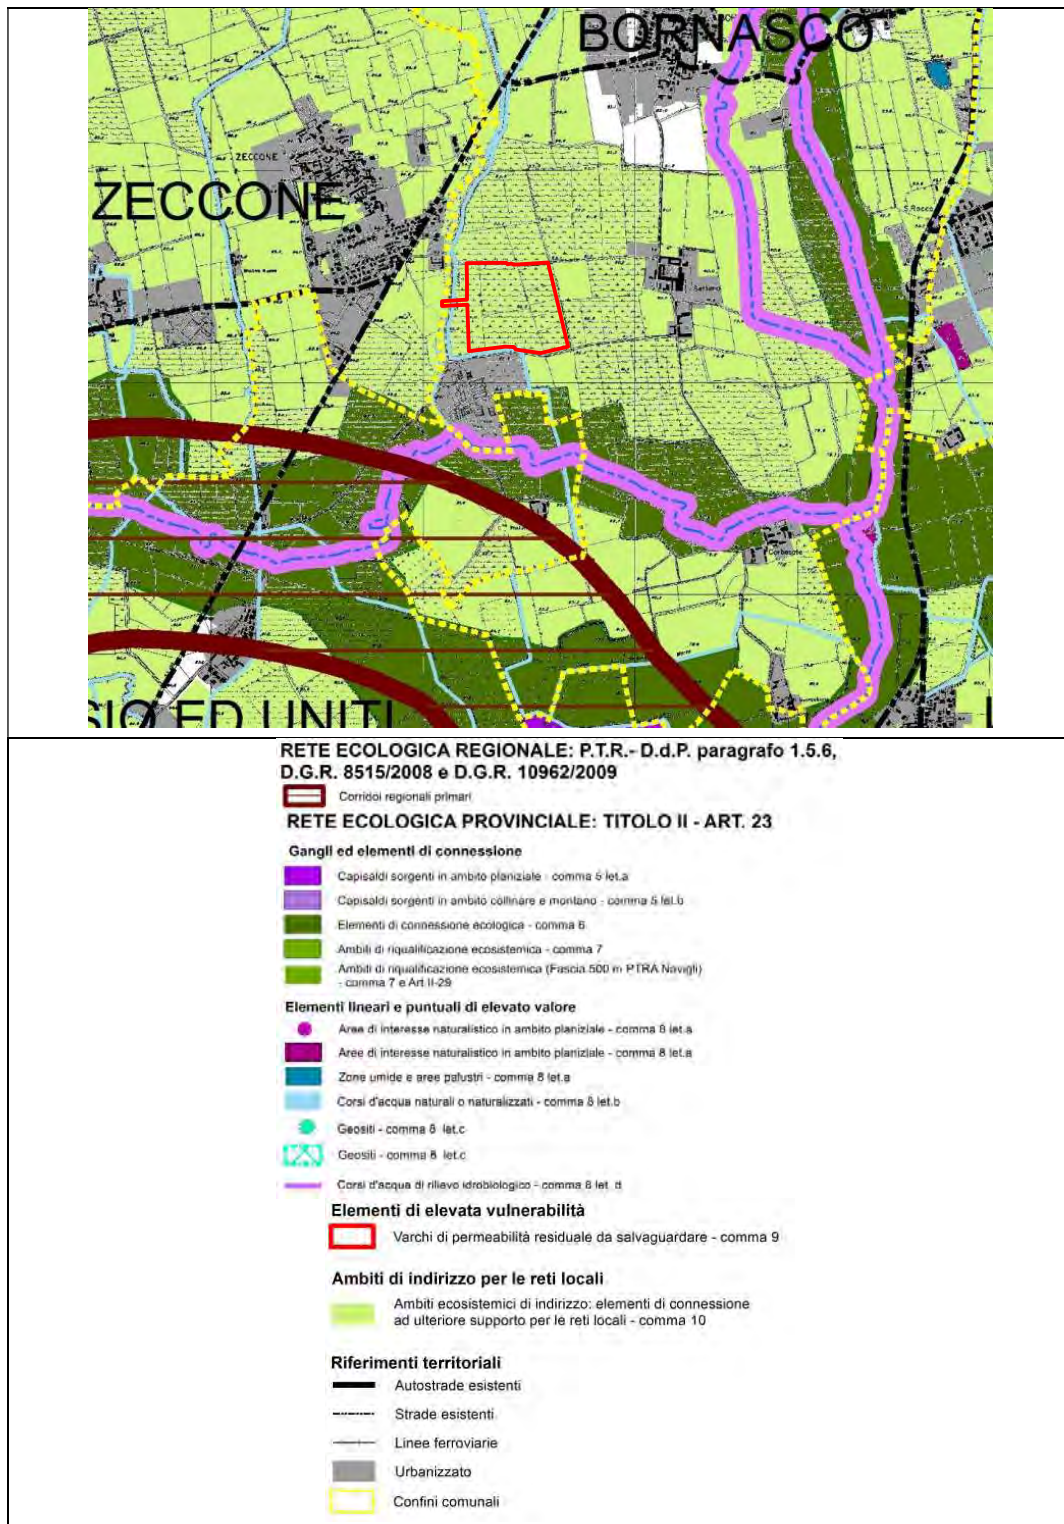 BORNASCO
ZECCONE
ZECCONE
S. Rocco
SIO ED UNITI
RETE ECOLOGICA REGIONALE: P.T.R.- D.d.P. paragrafo 1.5.6,
D.G.R. 8515/2008 e D.G.R. 10962/2009
Corridoi regionali primari
RETE ECOLOGICA PROVINCIALE: TITOLO II - ART. 23
Gangli ed elementi di connessione
Capisaldi sorgenti in ambito planiziale - comma 5 let.a
Capisaldi sorgenti in ambito collinare e montano - comma 5 let.b
Elementi di connessione ecologica - comma 6
Ambiti di riqualificazione ecosistemica - comma 7
Ambiti di riqualificazione ecosistemica (Fascia 500 m PTRA Navigli)
- comma 7 e Art II-29
Elementi lineari e puntuali di elevato valore
Aree di interesse naturalistico in ambito planiziale - comma 8 let.a
Aree di interesse naturalistico in ambito planiziale - comma 8 let.a
Zone umide e aree palustri - comma 8 let.a
Corsi d'acqua naturali o naturalizzati - comma 8 let.b
Geositi - comma 8 let.c
Geositi - comma 8 let.c
Corsi d'acqua di rilievo idrobiologico - comma 8 let. d
Elementi di elevata vulnerabilità
Varchi di permeabilità residuale da salvaguardare - comma 9
Ambiti di indirizzo per le reti locali
Ambiti ecosistemici di indirizzo: elementi di connessione
ad ulteriore supporto per le reti locali - comma 10
Riferimenti territoriali
Autostrade esistenti
Strade esistenti
Linee ferroviarie
Urbanizzato
Confini comunali